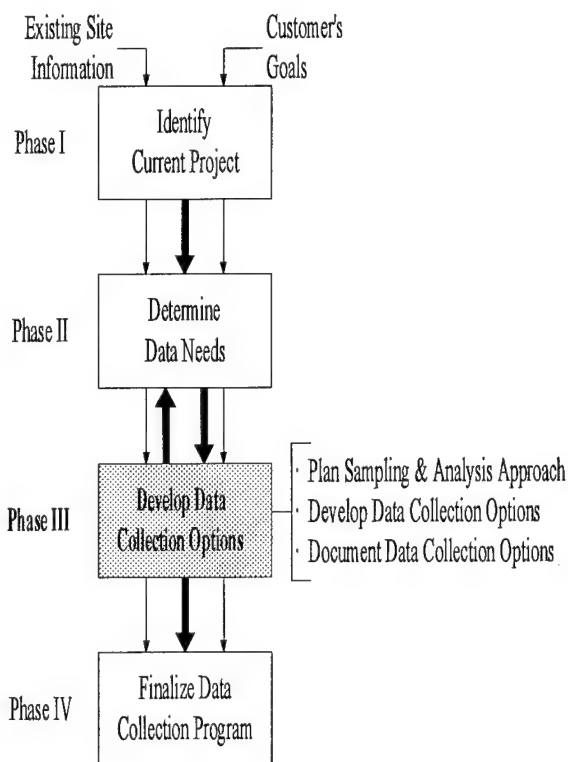 Existing Site
Information
Customer's
Goals
Phase I
Identify
Current Project
Phase II
Determine
Data Needs
Phase III
Develop Data
Collection Options
· Plan Sampling & Analysis Approach
· Develop Data Collection Options
· Document Data Collection Options
Phase IV
Finalize Data
Collection Program